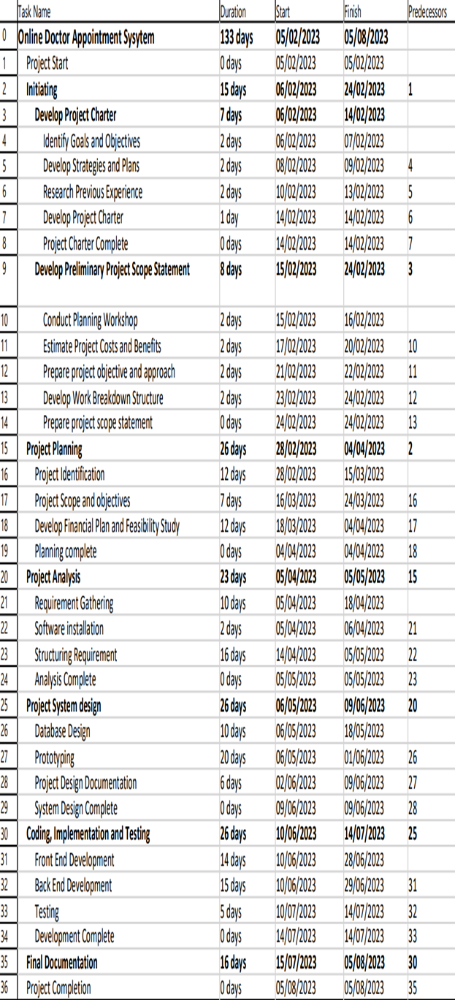 Task Name Duration Start Finish Predecessors
0 Online Doctor Appointment Sysytem 133 days 05/02/2023 05/08/2023
1 Project Start 0 days 05/02/2023 05/02/2023
2 Initiating 15 days 06/02/2023 24/02/2023 1
3 Develop Project Charter 7 days 06/02/2023 14/02/2023
4 Identify Goals and Objectives 2 days 06/02/2023 07/02/2023
5 Develop Strategies and Plans 2 days 08/02/2023 09/02/2023 4
6 Research Previous Experience 2 days 10/02/2023 13/02/2023 5
7 Develop Project Charter 1 day 14/02/2023 14/02/2023 6
8 Project Charter Complete 0 days 14/02/2023 14/02/2023 7
9 Develop Preliminary Project Scope Statement 8 days 15/02/2023 24/02/2023 3
10 Conduct Planning Workshop 2 days 15/02/2023 16/02/2023
11 Estimate Project Costs and Benefits 2 days 17/02/2023 20/02/2023 10
12 Prepare project objective and approach 2 days 21/02/2023 22/02/2023 11
13 Develop Work Breakdown Structure 2 days 23/02/2023 24/02/2023 12
14 Prepare project scope statement 0 days 24/02/2023 24/02/2023 13
15 Project Planning 26 days 28/02/2023 04/04/2023 2
16 Project Identification 12 days 28/02/2023 15/03/2023
17 Project Scope and objectives 7 days 16/03/2023 24/03/2023 16
18 Develop Financial Plan and Feasibility Study 12 days 18/03/2023 04/04/2023 17
19 Planning complete 0 days 04/04/2023 04/04/2023 18
20 Project Analysis 23 days 05/04/2023 05/05/2023 15
21 Requirement Gathering 10 days 05/04/2023 18/04/2023
22 Software installation 2 days 05/04/2023 06/04/2023 21
23 Structuring Requirement 16 days 14/04/2023 05/05/2023 22
24 Analysis Complete 0 days 05/05/2023 05/05/2023 23
25 Project System design 26 days 06/05/2023 09/06/2023 20
26 Database Design 10 days 06/05/2023 18/05/2023
27 Prototyping 20 days 06/05/2023 01/06/2023 26
28 Project Design Documentation 6 days 02/06/2023 09/06/2023 27
29 System Design Complete 0 days 09/06/2023 09/06/2023 28
30 Coding, Implementation and Testing 26 days 10/06/2023 14/07/2023 25
31 Front End Development 14 days 10/06/2023 28/06/2023
32 Back End Development 15 days 10/06/2023 29/06/2023 31
33 Testing 5 days 10/07/2023 14/07/2023 32
34 Development Complete 0 days 14/07/2023 14/07/2023 33
35 Final Documentation 16 days 15/07/2023 05/08/2023 30
36 Project Completion 0 days 05/08/2023 05/08/2023 35